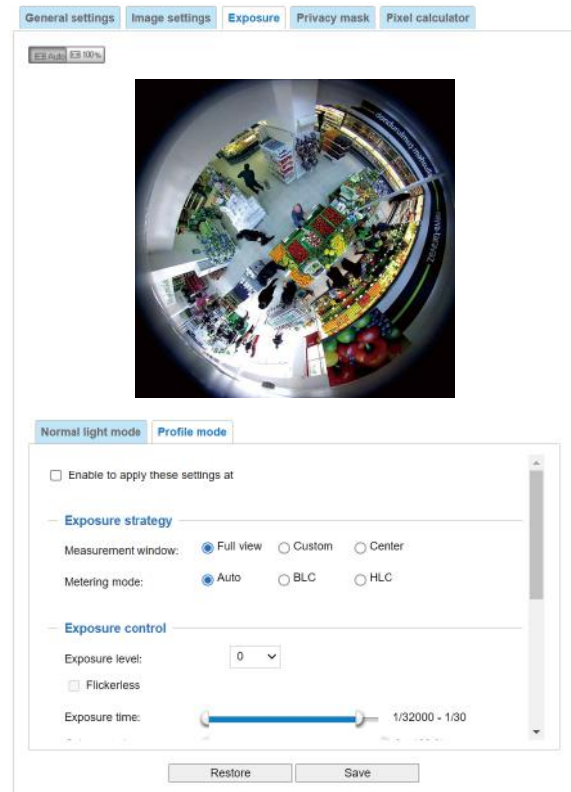 General settings Image settings Exposure Privacy mask Pixel calculator
Auto 100%
Normal light mode Profile mode
Enable to apply these settings at
Exposure strategy
Measurement window: Full view Custom Center
Metering mode: Auto BLC HLC
Exposure control
Exposure level: 0
Flickerless
Exposure time: 1/32000 - 1/30
Restore Save